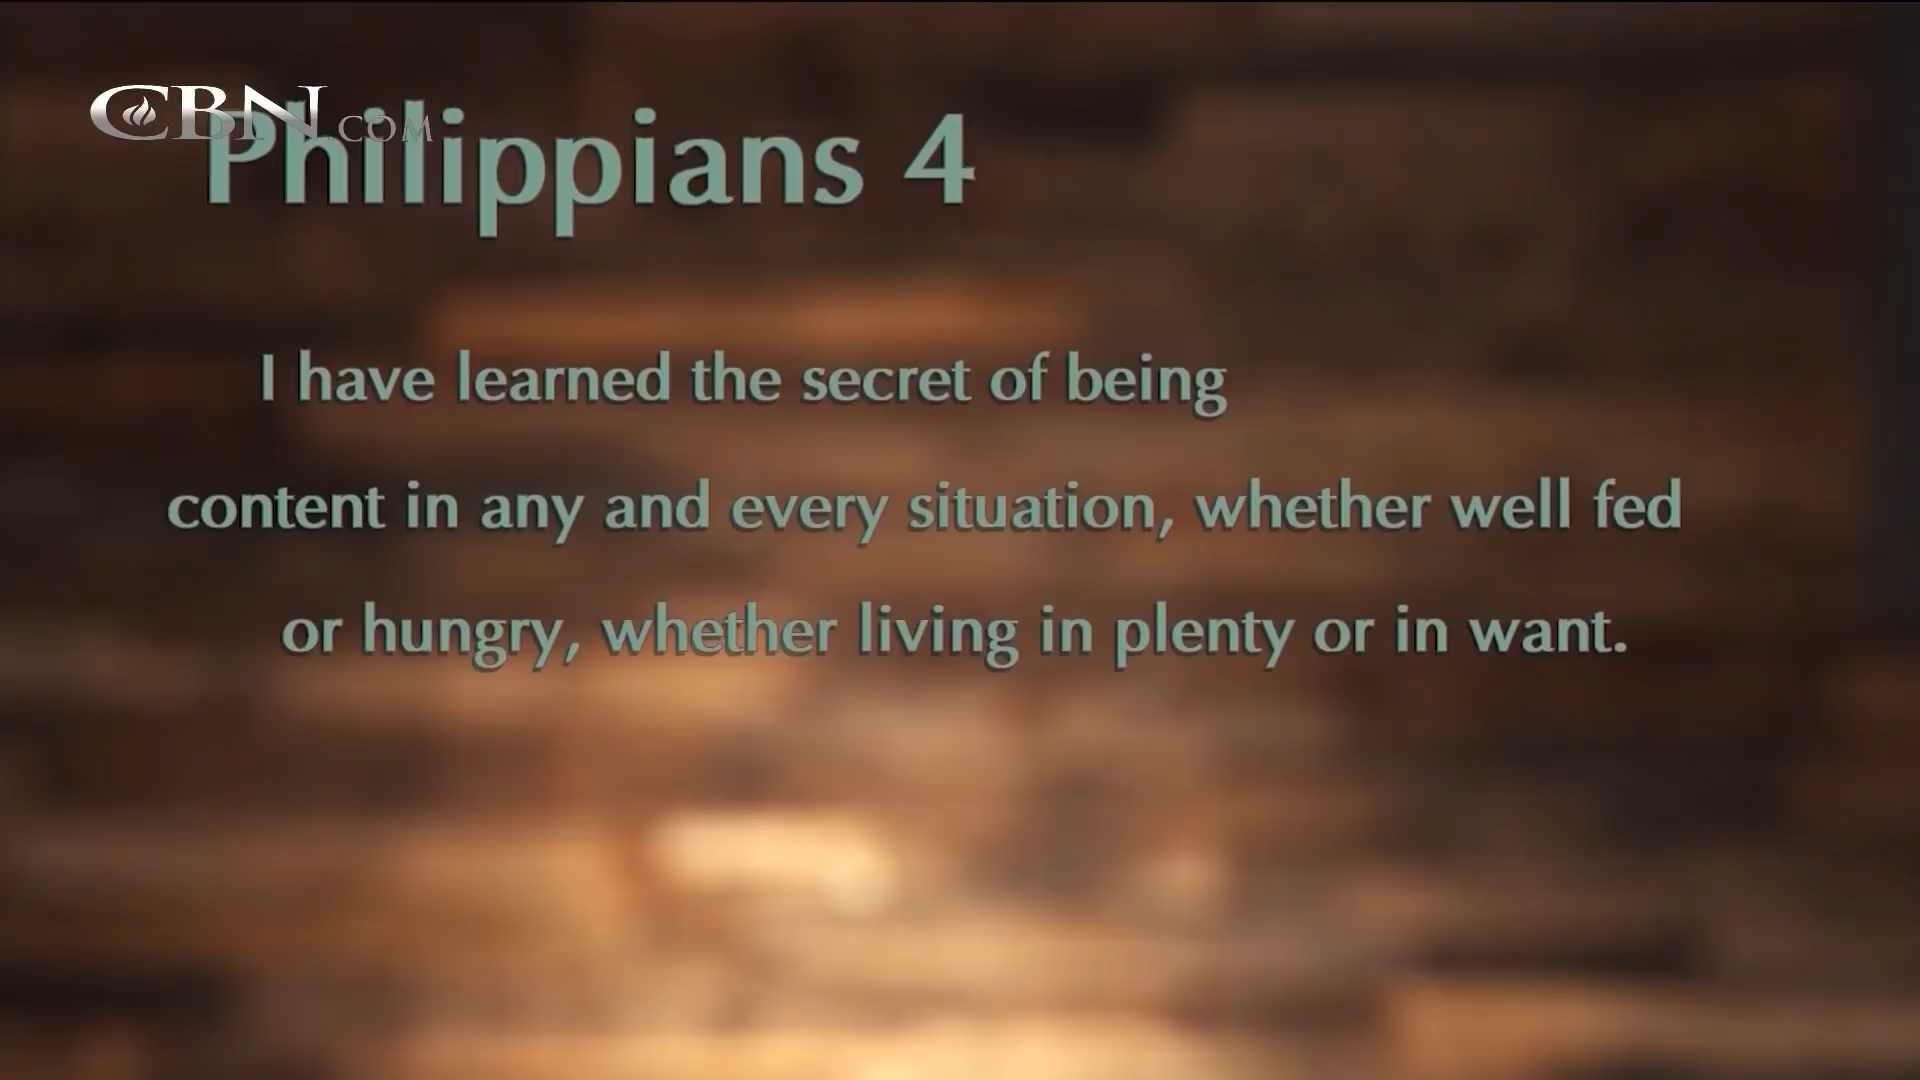 CBN.COM
Philippians 4
I have learned the secret of being
content in any and every situation, whether well fed
or hungry, whether living in plenty or in want.